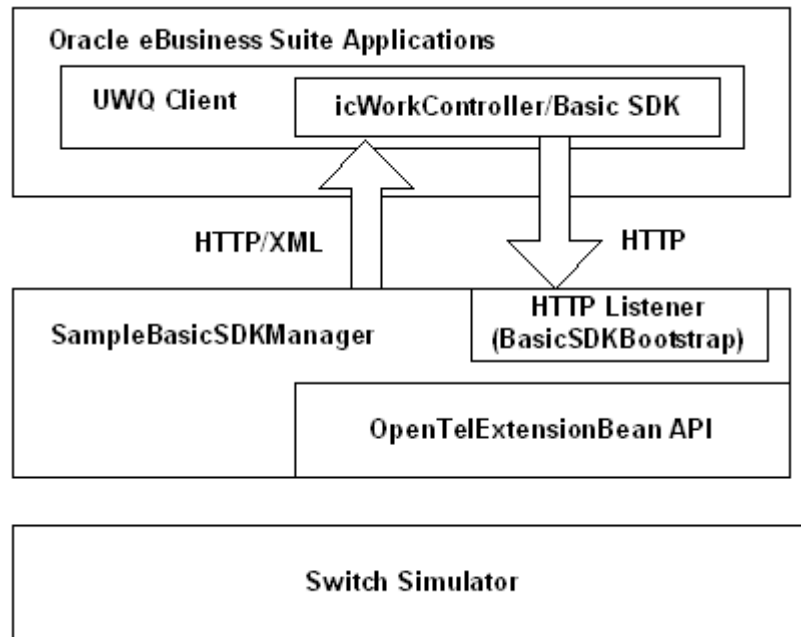 Oracle eBusiness Suite Applications
UWQ Client
icWorkController/Basic SDK
HTTP/XML
HTTP
SampleBasicSDKManager
HTTP Listener
(BasicSDKBootstrap)
OpenTelExtensionBean API
Switch Simulator